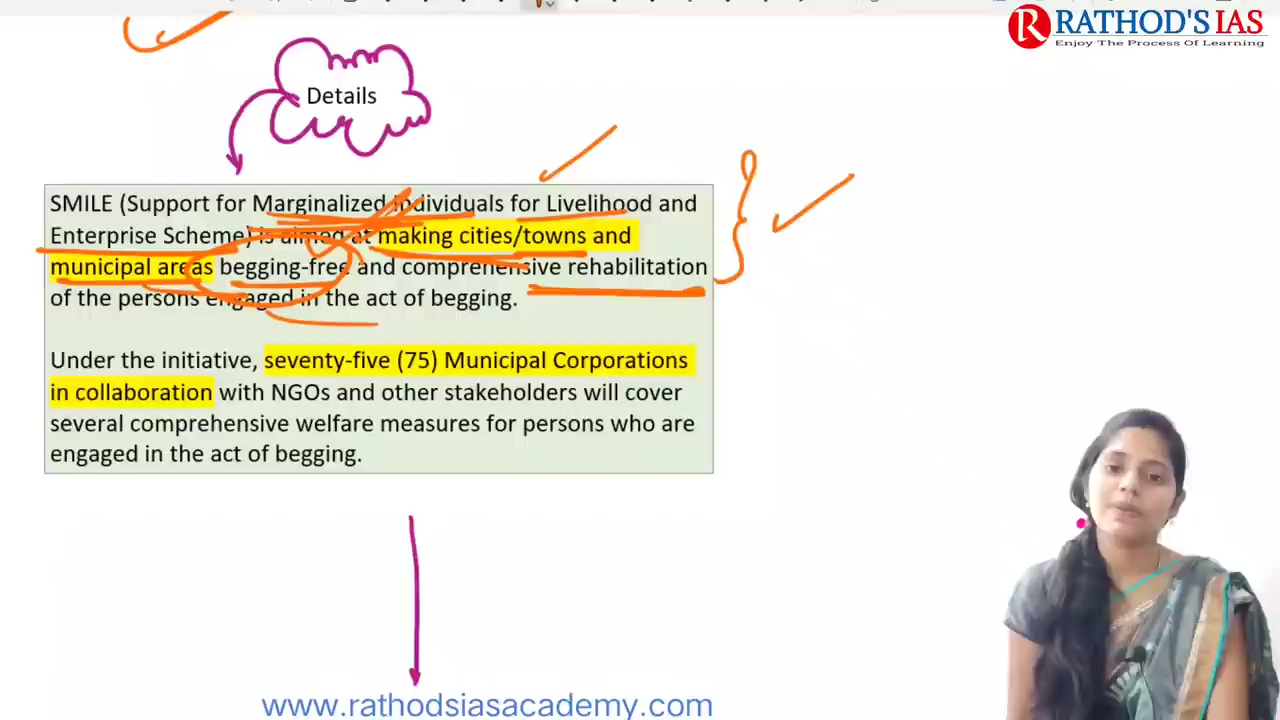 RATHOD'S IAS
Enjoy The Process Of Learning
Details
SMILE (Support for Marginalized Individuals for Livelihood and
Enterprise Scheme) is aimed at making cities/towns and
municipal areas begging-free and comprehensive rehabilitation
of the persons engaged in the act of begging.
Under the initiative, seventy-five (75) Municipal Corporations
in collaboration with NGOs and other stakeholders will cover
several comprehensive welfare measures for persons who are
engaged in the act of begging.
www.rathodsiasacademy.com